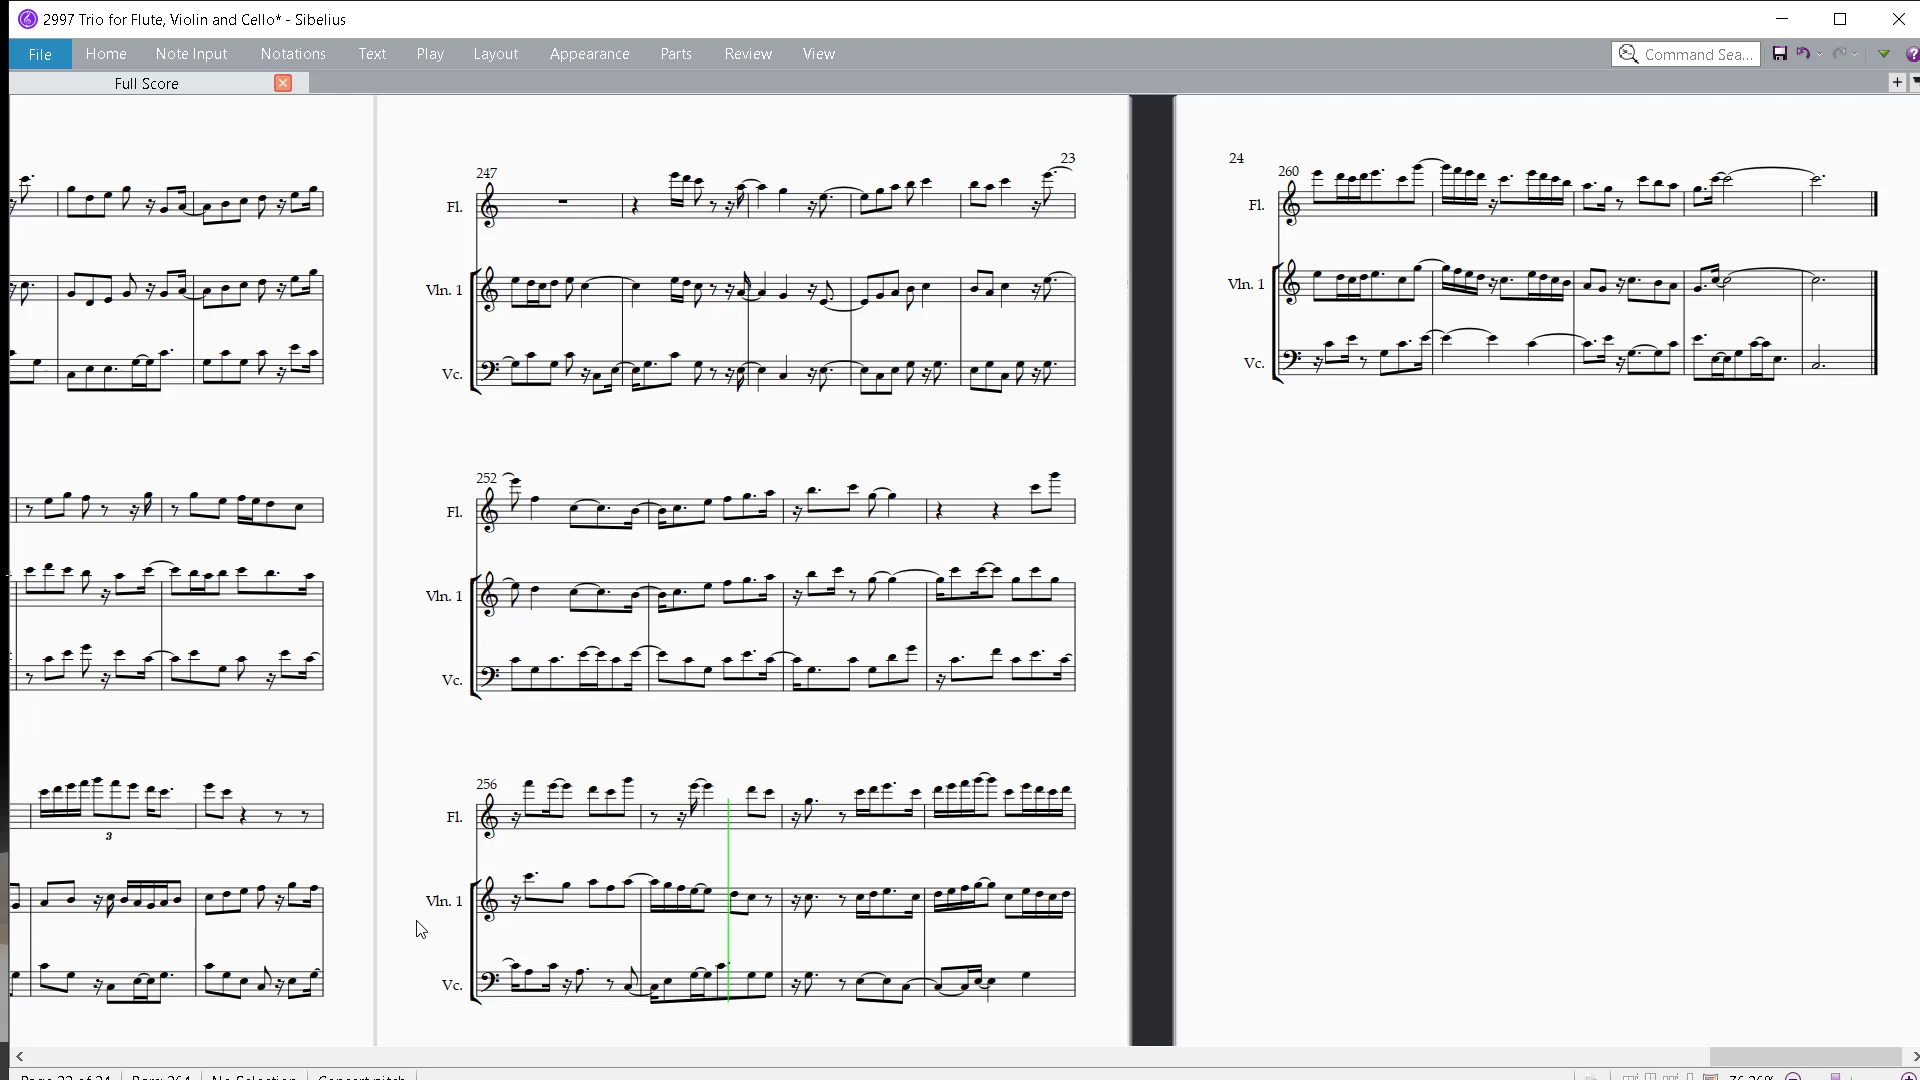 2997 Trio for Flute, Violin and Cello* - Sibelius
File Home Note Input Notations Text Play Layout Appearance Parts Review View Command Sea...
Full Score
23
247
Fl.
Vln. 1
Vc.
24
260
Fl.
Vln. 1
Vc.
252
Fl.
Vln. 1
Vc.
3
256
Fl.
Vln. 1
Vc.